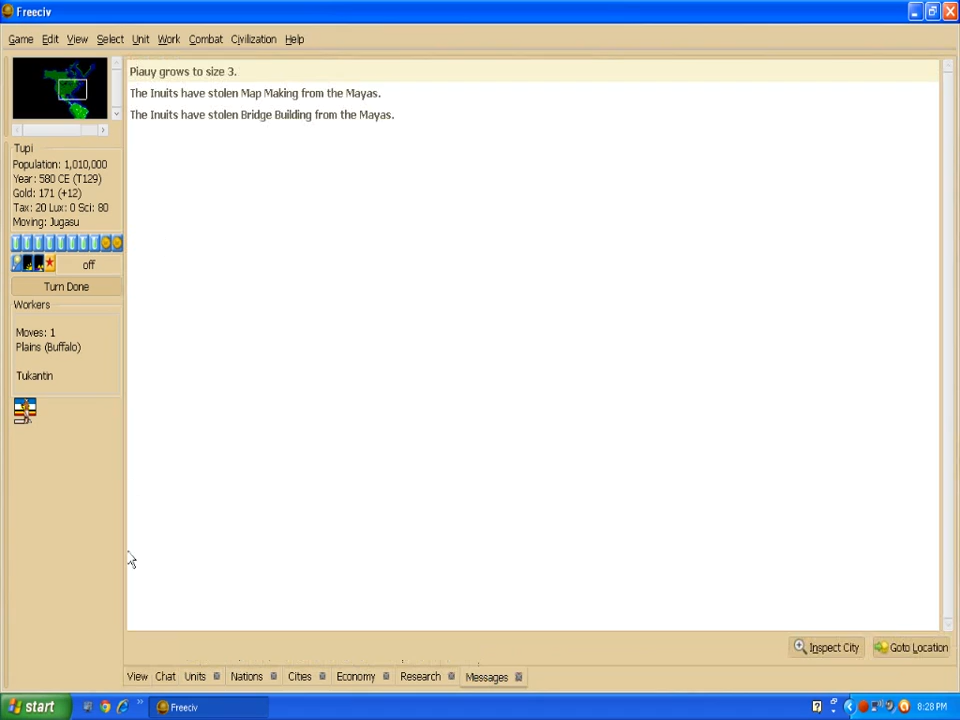 Freeciv
Game Edit View Select Unit Work Combat Civilization Help
Piauy grows to size 3.
The Inuits have stolen Map Making from the Mayas.
The Inuits have stolen Bridge Building from the Mayas.
Tupi
Population: 1,010,000
Year: 580 CE (T129)
Gold: 171 (+12)
Tax: 20 Lux: 0 Sci: 80
Moving: Jugasu
off
Turn Done
Workers
Moves: 1
Plains (Buffalo)
Tukantin
Inspect City Goto Location
View Chat Units Nations Cities Economy Research Messages
start Freeciv 8:28 PM